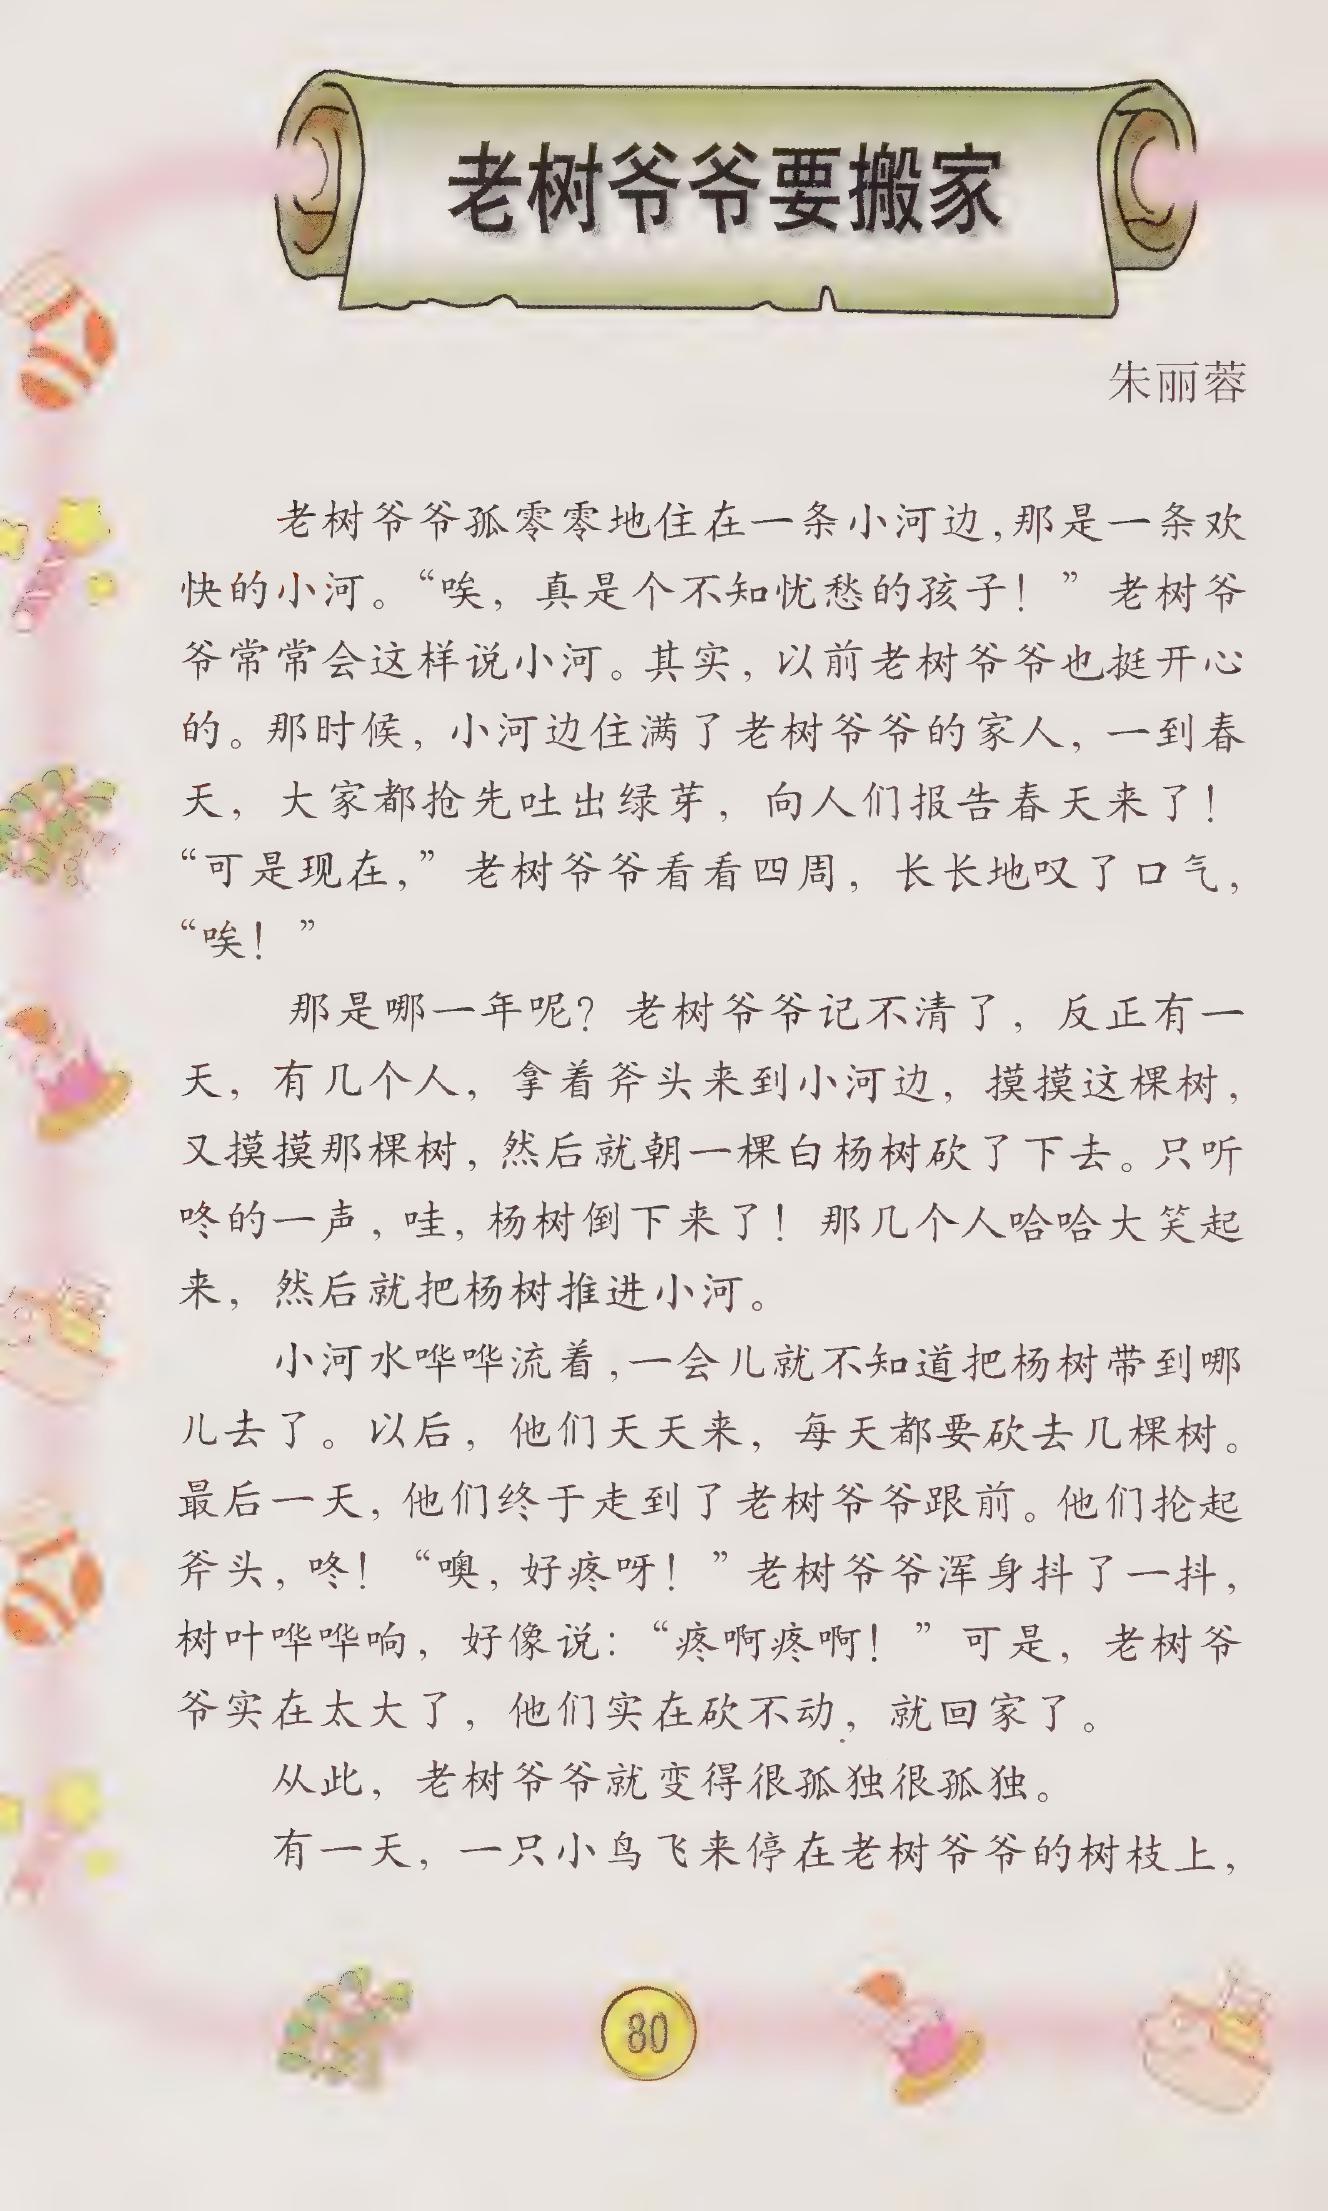 老树爷爷要搬家
朱丽蓉
老树爷爷孤零零地住在一条小河边,那是一条欢
快的小河。“唉，真是个不知忧愁的孩子！”老树爷
爷常常会这样说小河。其实，以前老树爷爷也挺开心
的。那时候，小河边住满了老树爷爷的家人，一到春
天，大家都抢先吐出绿芽，向人们报告春天来了！
“可是现在，”老树爷爷看看四周，长长地叹了口气，
“唉！”
那是哪一年呢？老树爷爷记不清了，反正有一
天，有几个人，拿着斧头来到小河边，摸摸这棵树，
又摸摸那棵树，然后就朝一棵白杨树砍了下去。只听
咚的一声，哇，杨树倒下来了！那几个人哈哈大笑起
来，然后就把杨树推进小河。
小河水哗哗流着,一会儿就不知道把杨树带到哪
儿去了。以后，他们天天来，每天都要砍去几棵树。
最后一天，他们终于走到了老树爷爷跟前。他们抡起
斧头，咚！“噢，好疼呀！”老树爷爷浑身抖了一抖，
树叶哗哗响，好像说：“疼啊疼啊！”可是，老树爷
爷实在太大了，他们实在砍不动，就回家了。
从此，老树爷爷就变得很孤独很孤独。
有一天，一只小鸟飞来停在老树爷爷的树枝上，
80